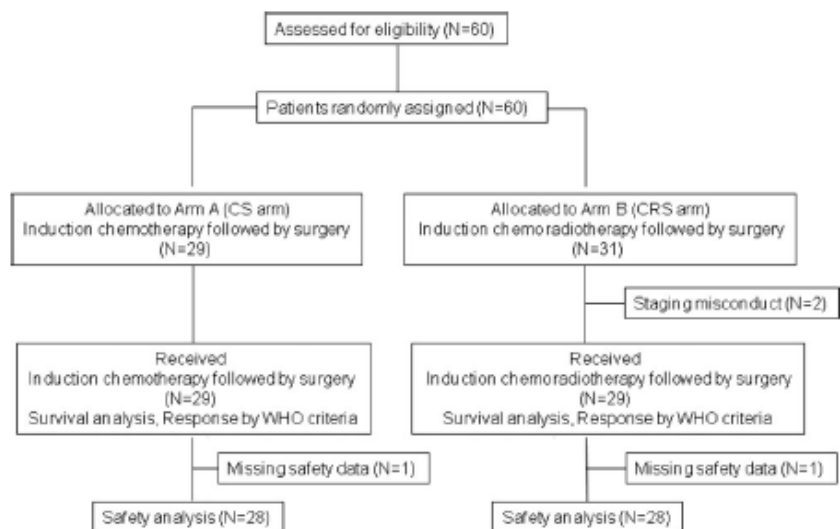 Assessed for eligibility (N=60)
Patients randomly assigned (N=60)
Allocated to Arm A (CS arm)
Induction chemotherapy followed by surgery
(N=29)
Allocated to Arm B (CRS arm)
Induction chemoradiotherapy followed by surgery
(N=31)
Staging misconduct (N=2)
Received
Induction chemotherapy followed by surgery
(N=29)
Survival analysis, Response by WHO criteria
Received
Induction chemoradiotherapy followed by surgery
(N=29)
Survival analysis, Response by WHO criteria
Missing safety data (N=1)
Missing safety data (N=1)
Safety analysis (N=28)
Safety analysis (N=28)